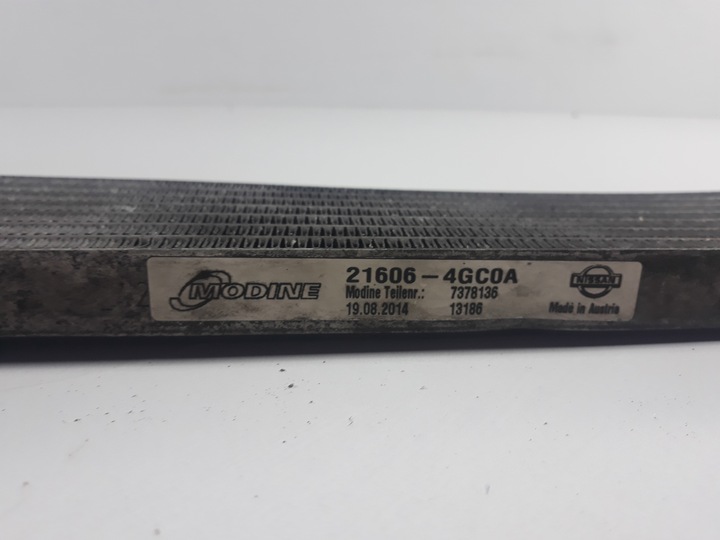 MODINE
21606-4GC0A
Modine Teilenr.: 7378136
19.08.2014 13186
NISSAN
Made in Austria